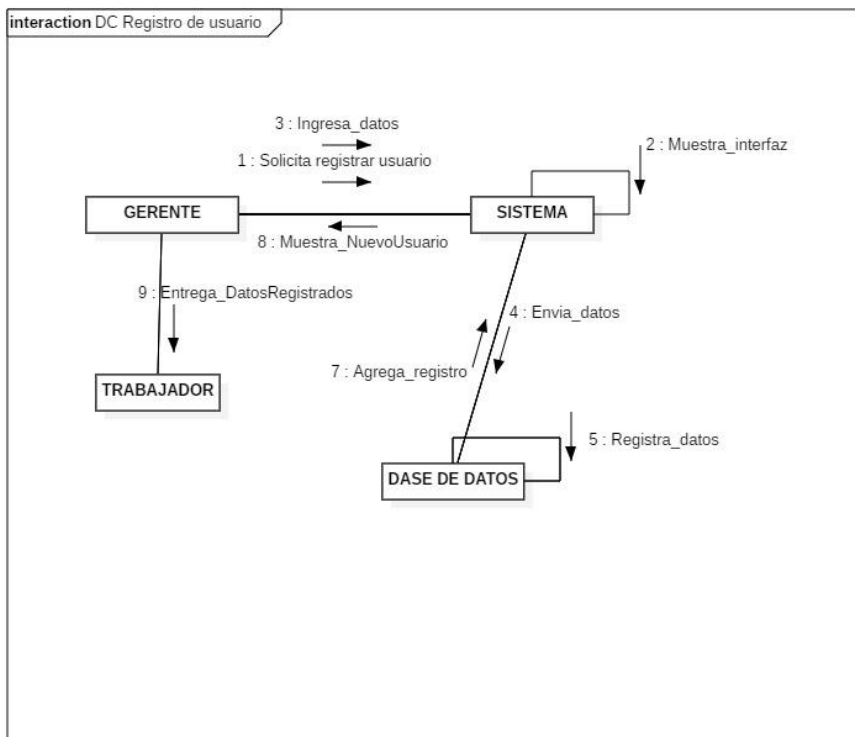 interaction DC Registro de usuario
3 : Ingresa_datos
1 : Solicita registrar usuario
2 : Muestra_interfaz
GERENTE
SISTEMA
8 : Muestra_NuevoUsuario
9 : Entrega_DatosRegistrados
4 : Envia_datos
7 : Agrega_registro
TRABAJADOR
5 : Registra_datos
DASE DE DATOS